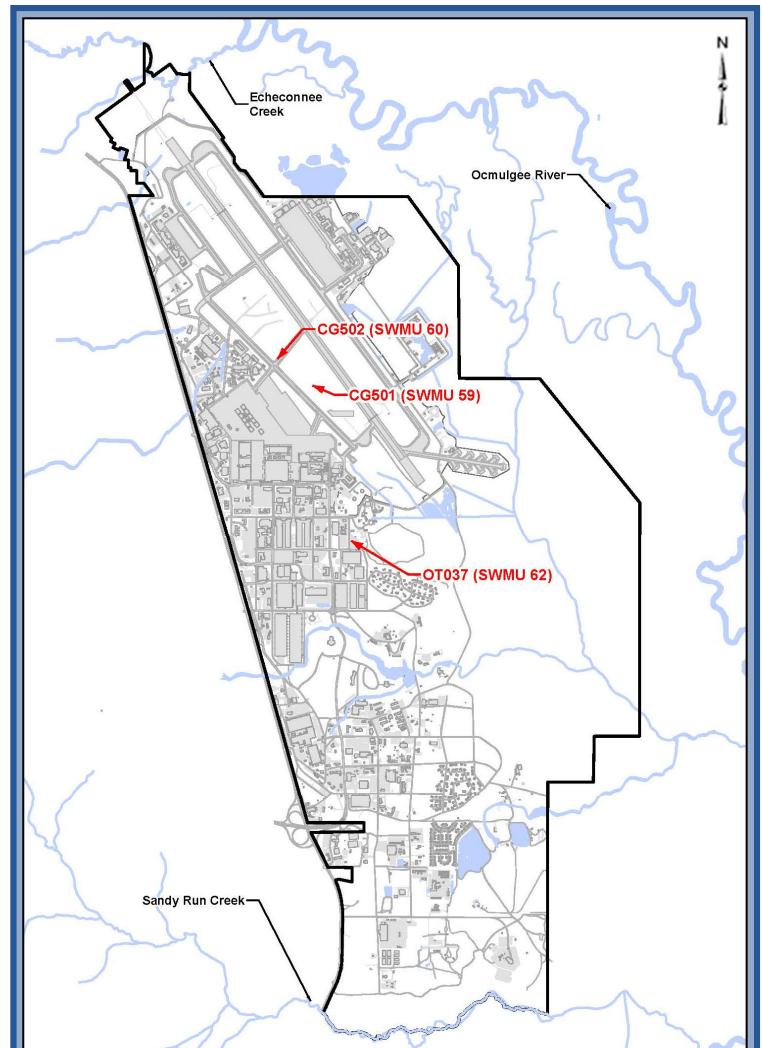 N
Echeconnee
Creek
Ocmulgee River
CG502 (SWMU 60)
CG501 (SWMU 59)
OT037 (SWMU 62)
Sandy Run Creek